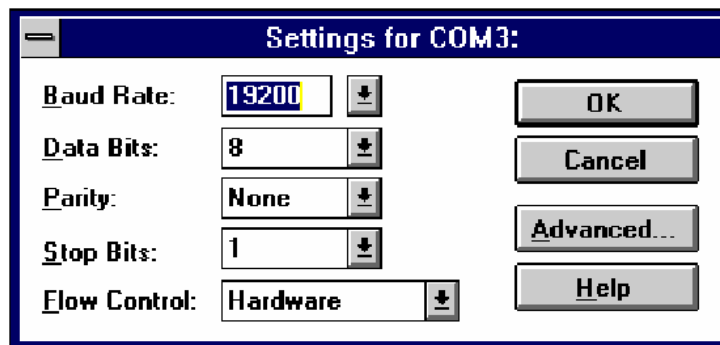 Settings for COM3:
Baud Rate: 19200
OK
Data Bits: 8
Cancel
Parity: None
Advanced...
Stop Bits: 1
Help
Flow Control: Hardware